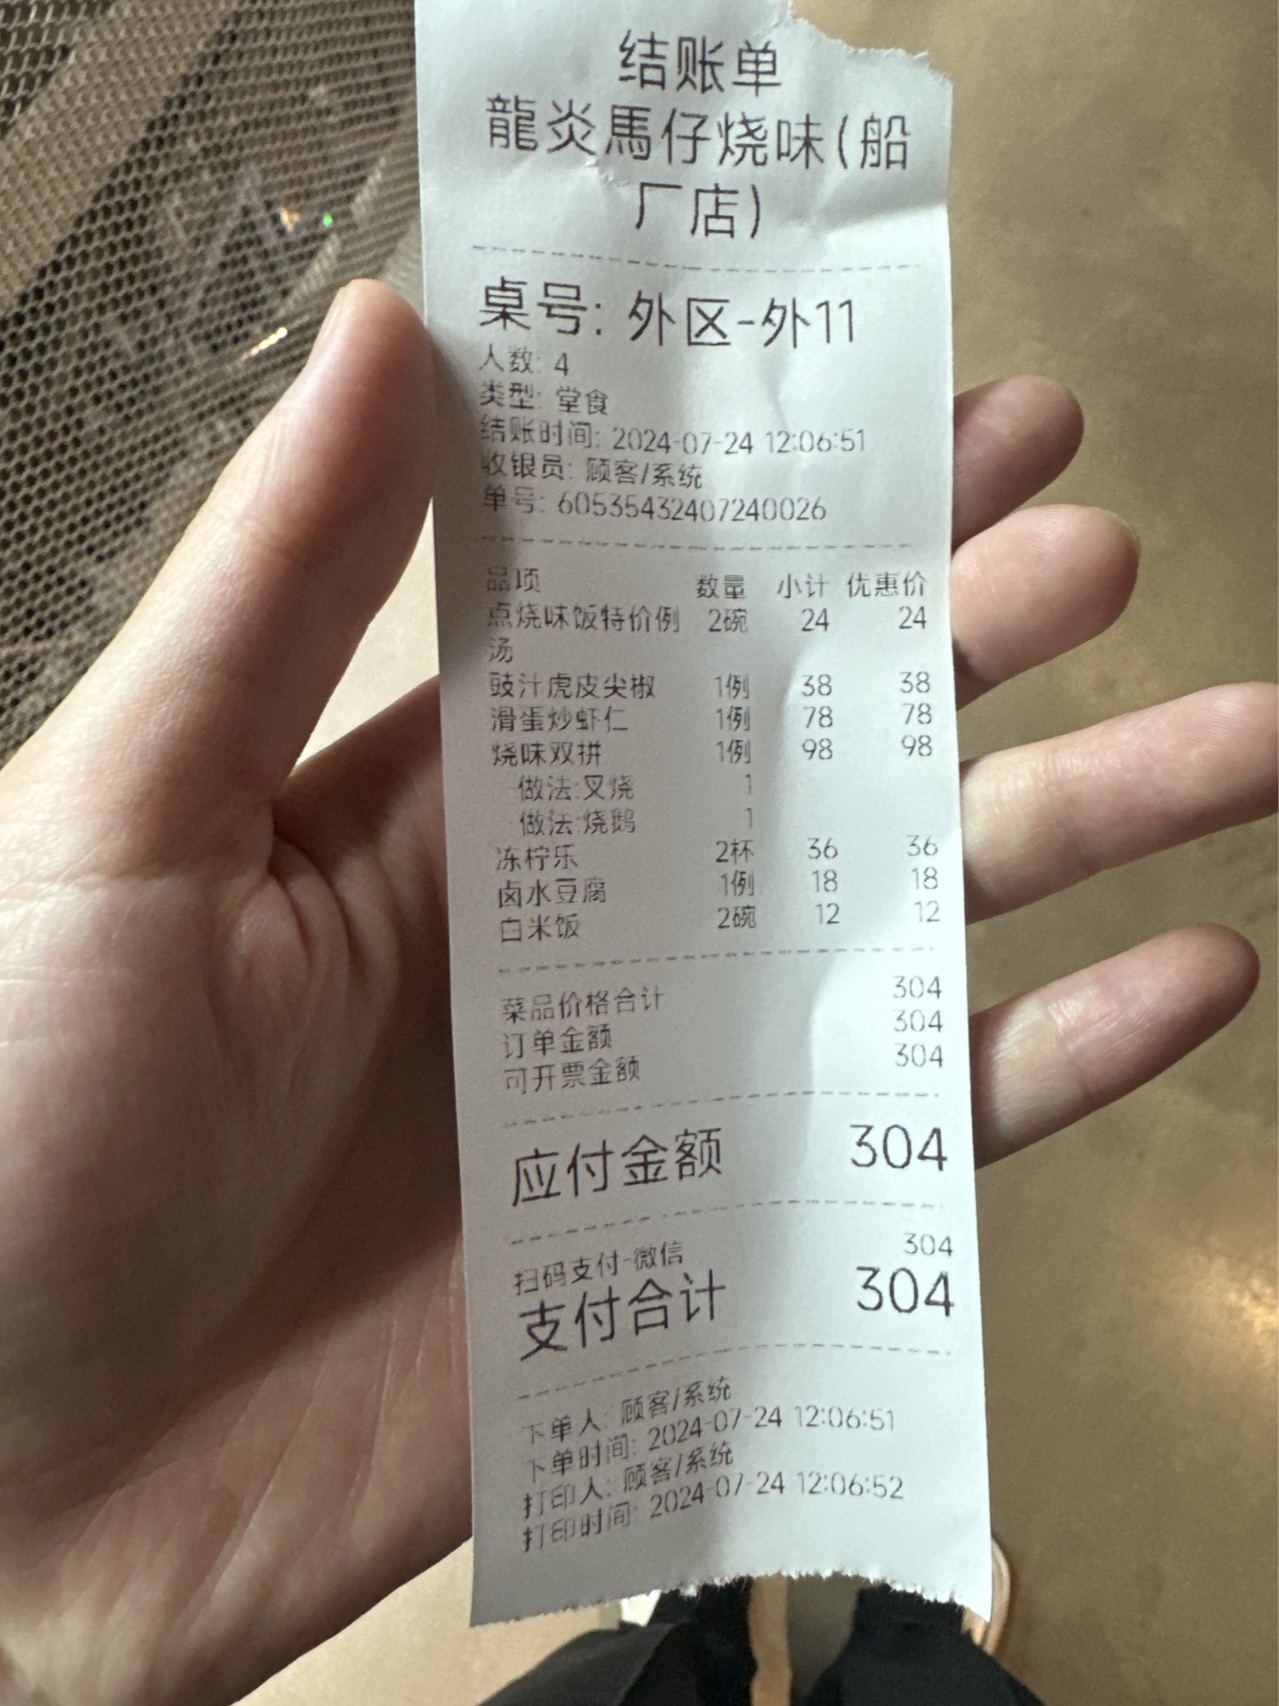 结账单
龍炎馬仔烧味(船
厂店)
桌号: 外区-外11
人数: 4
类型: 堂食
结账时间: 2024-07-24 12:06:51
收银员: 顾客/系统
单号: 60535432407240026
品项 数量 小计 优惠价
点烧味饭特价例 2碗 24 24
汤
豉汁虎皮尖椒 1例 38 38
滑蛋炒虾仁 1例 78 78
烧味双拼 1例 98 98
做法:叉烧 1
做法:烧鹅 1
冻柠乐 2杯 36 36
卤水豆腐 1例 18 18
白米饭 2碗 12 12
菜品价格合计 304
订单金额 304
可开票金额 304
应付金额 304
扫码支付-微信 304
支付合计 304
下单人: 顾客/系统
下单时间: 2024-07-24 12:06:51
打印人: 顾客/系统
打印时间: 2024-07-24 12:06:52